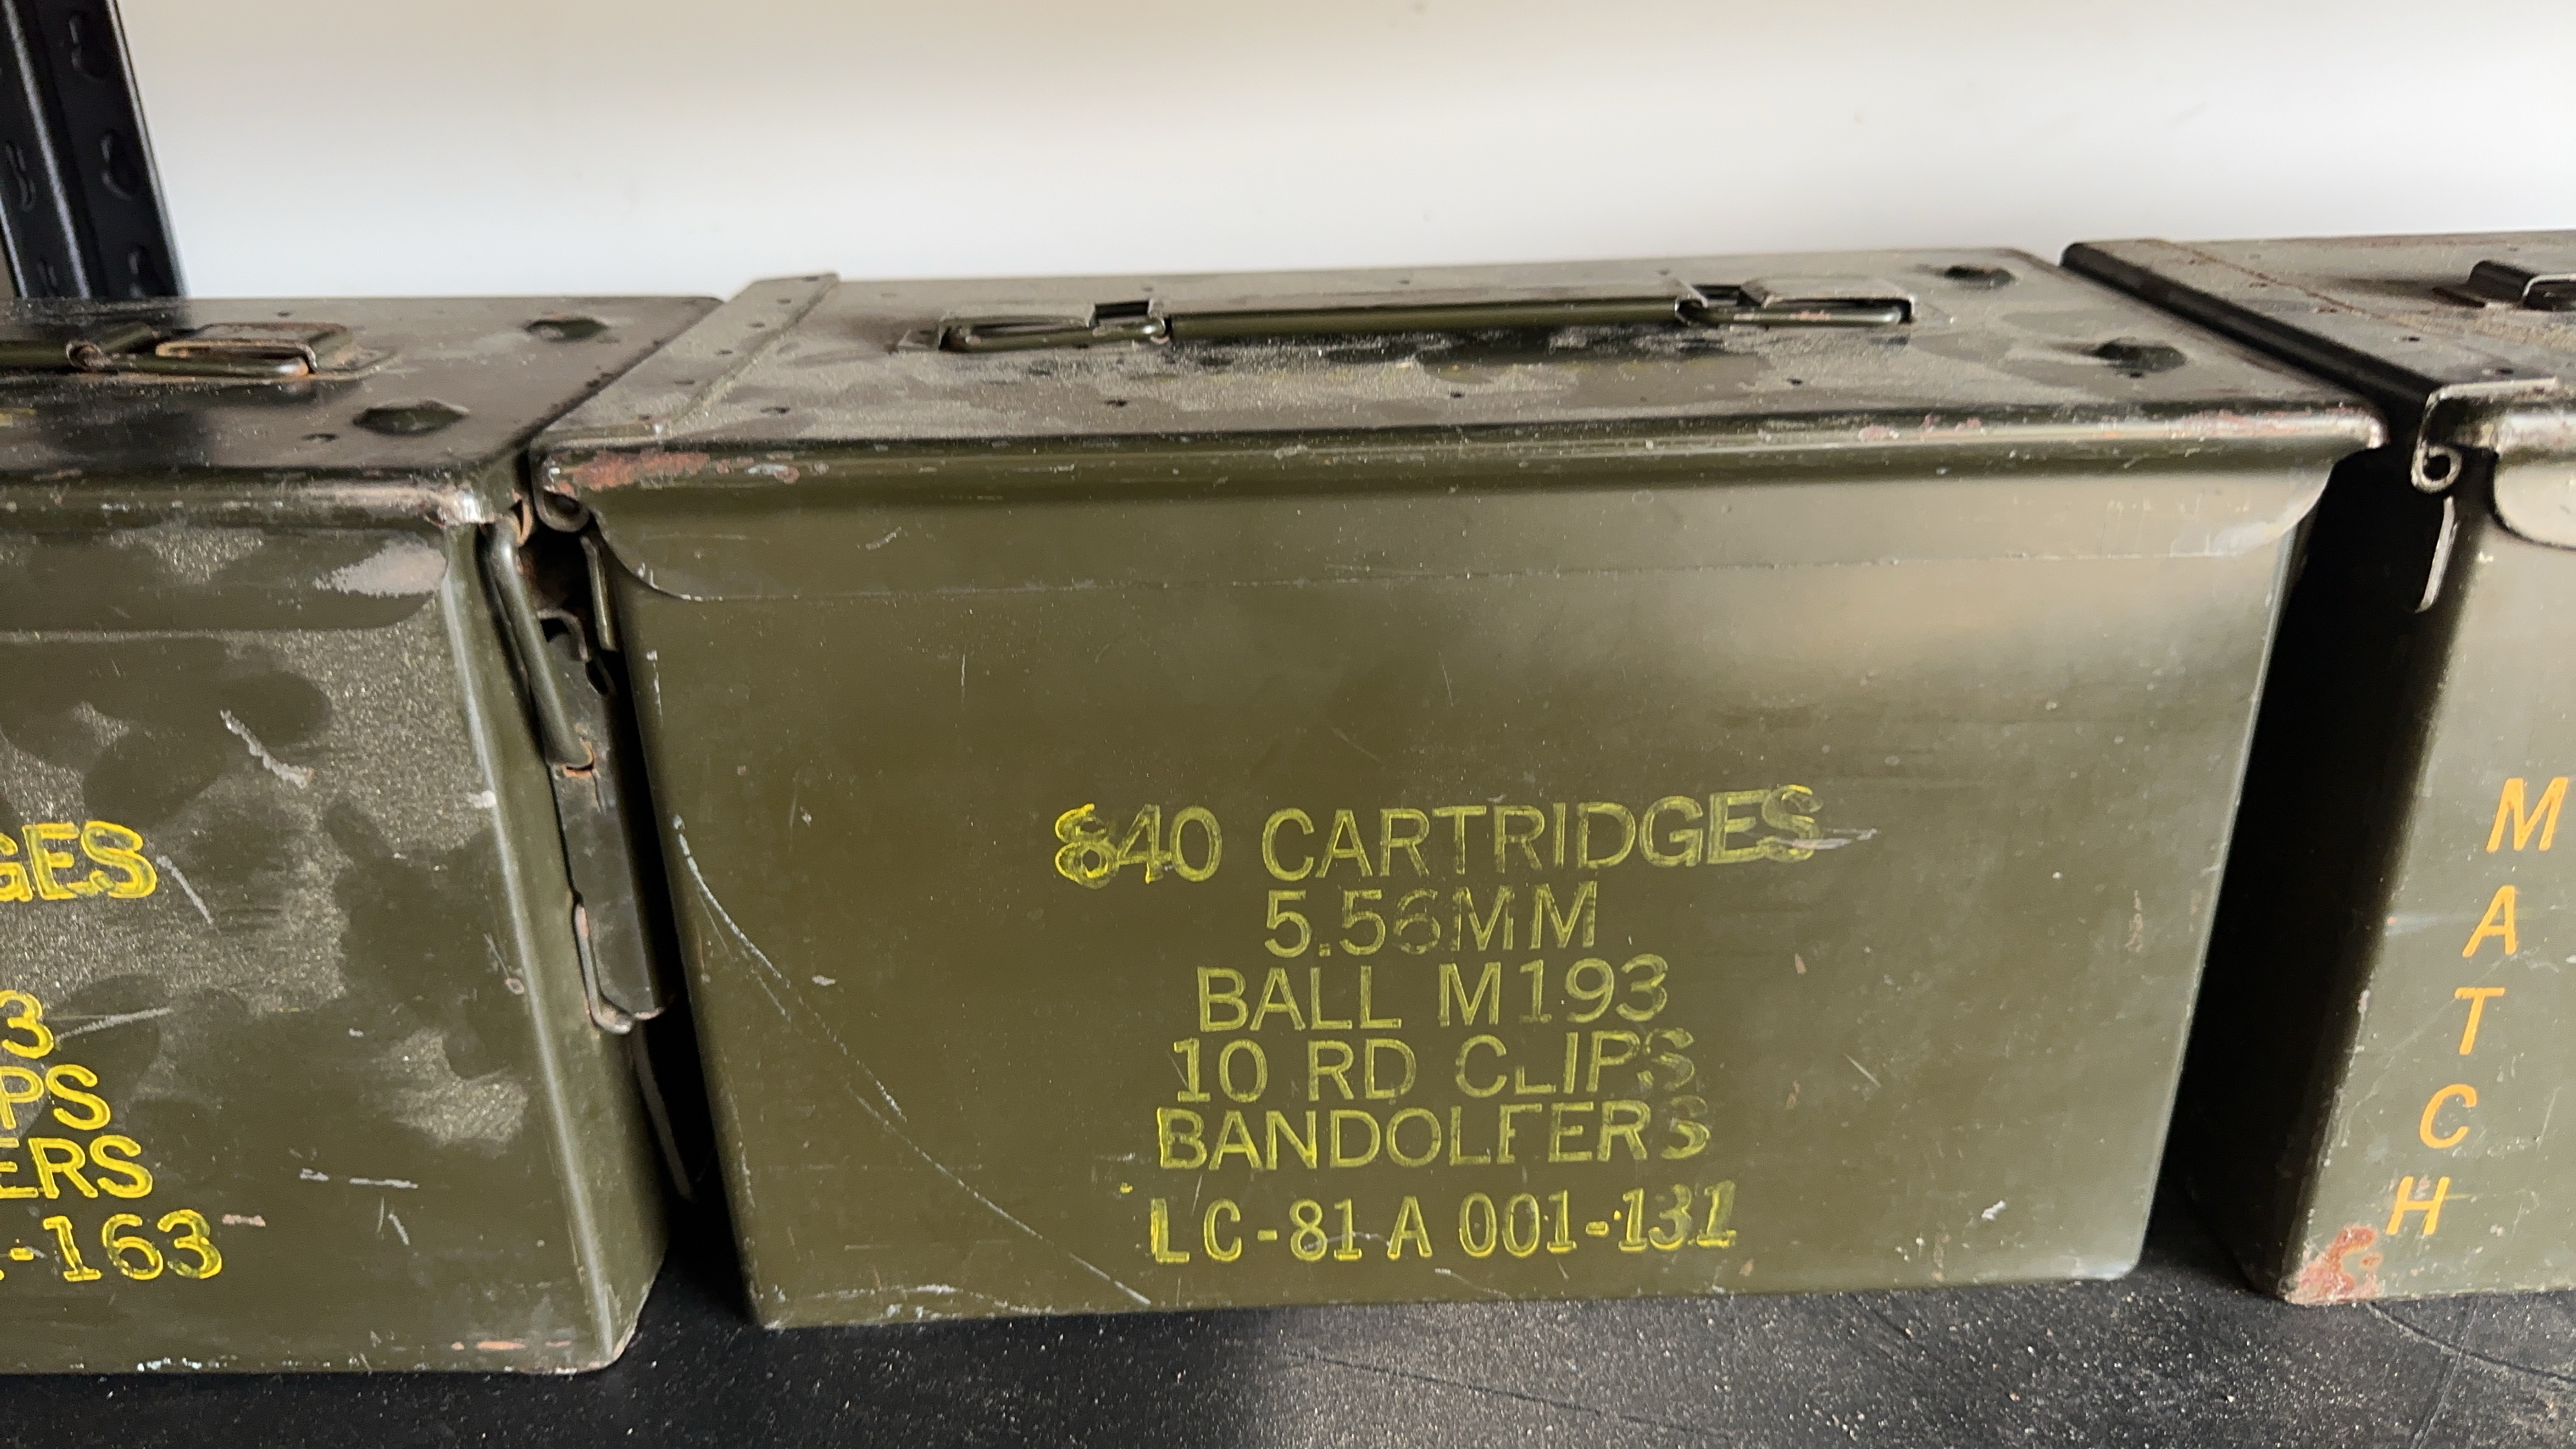 GES
3
PS
ERS
-163
840 CARTRIDGES
5.56MM
BALL M193
10 RD CLIPS
BANDOLFERS
LC-81 A 001-131
MATCH